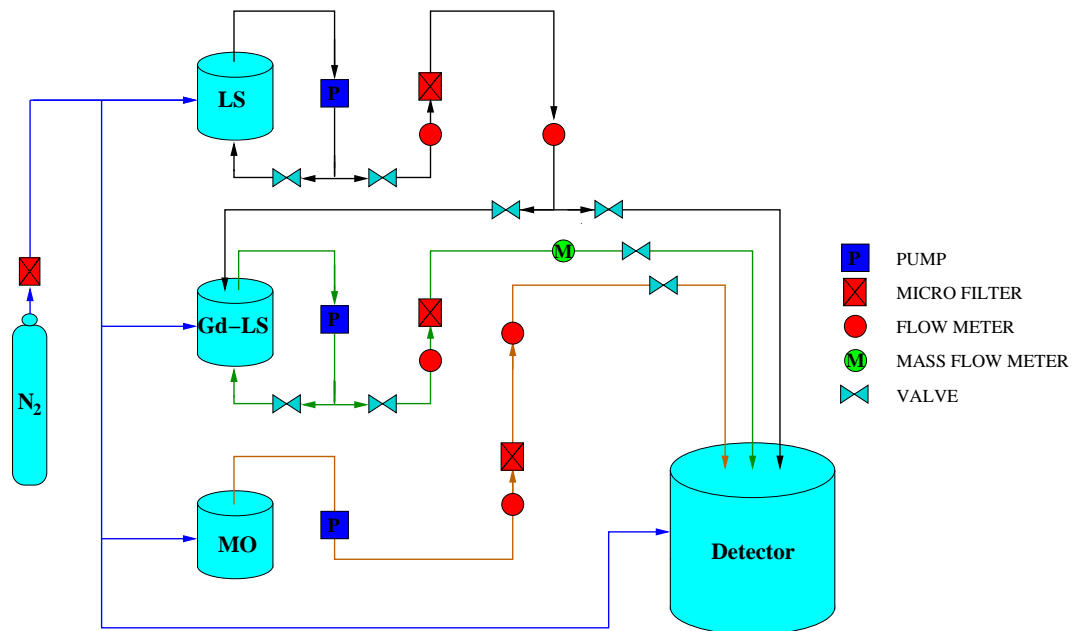 LS
P
M
P
PUMP
MICRO FILTER
Gd-LS
P
FLOW METER
M
MASS FLOW METER
N2
VALVE
MO
P
Detector